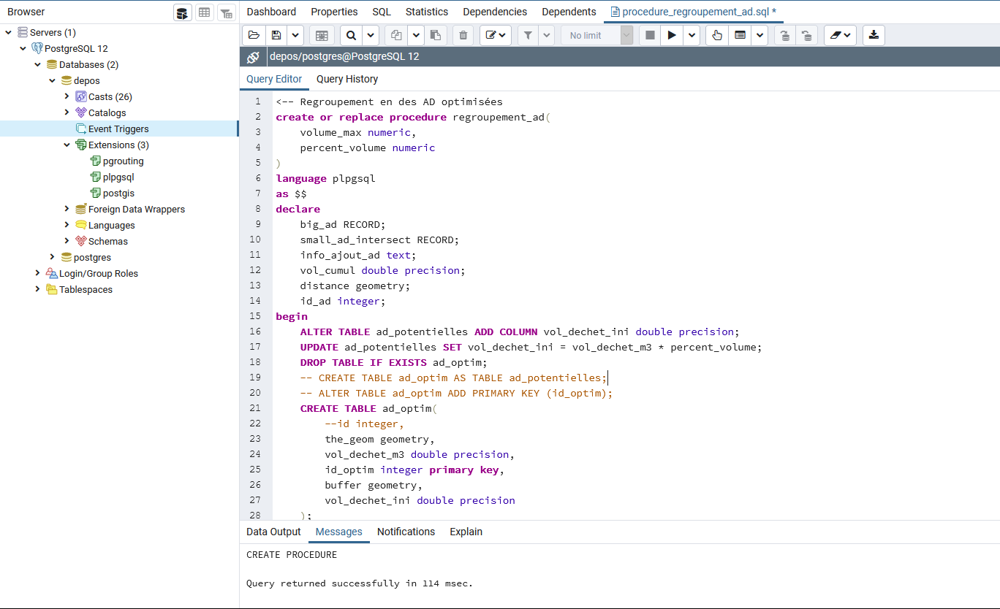 Browser
Servers (1)
PostgreSQL 12
Databases (2)
depos
Casts (26)
Catalogs
Event Triggers
Extensions (3)
pgrouting
plpgsql
postgis
Foreign Data Wrappers
Languages
Schemas
postgres
Login/Group Roles
Tablespaces
Dashboard Properties SQL Statistics Dependencies Dependents procedure_regroupement_ad.sql *
No limit
depos/postgres@PostgreSQL 12
Query Editor Query History
1 <-- Regroupement en des AD optimisées
2 create or replace procedure regroupement_ad(
3 volume_max numeric,
4 percent_volume numeric
5 )
6 language plpgsql
7 as $$
8 declare
9 big_ad RECORD;
10 small_ad_intersect RECORD;
11 info_ajout_ad text;
12 vol_cumul double precision;
13 distance geometry;
14 id_ad integer;
15 begin
16 ALTER TABLE ad_potentielles ADD COLUMN vol_dechet_ini double precision;
17 UPDATE ad_potentielles SET vol_dechet_ini = vol_dechet_m3 * percent_volume;
18 DROP TABLE IF EXISTS ad_optim;
19 -- CREATE TABLE ad_optim AS TABLE ad_potentielles;
20 -- ALTER TABLE ad_optim ADD PRIMARY KEY (id_optim);
21 CREATE TABLE ad_optim(
22 --id integer,
23 the_geom geometry,
24 vol_dechet_m3 double precision,
25 id_optim integer primary key,
26 buffer geometry,
27 vol_dechet_ini double precision
28 );
Data Output Messages Notifications Explain
CREATE PROCEDURE
Query returned successfully in 114 msec.